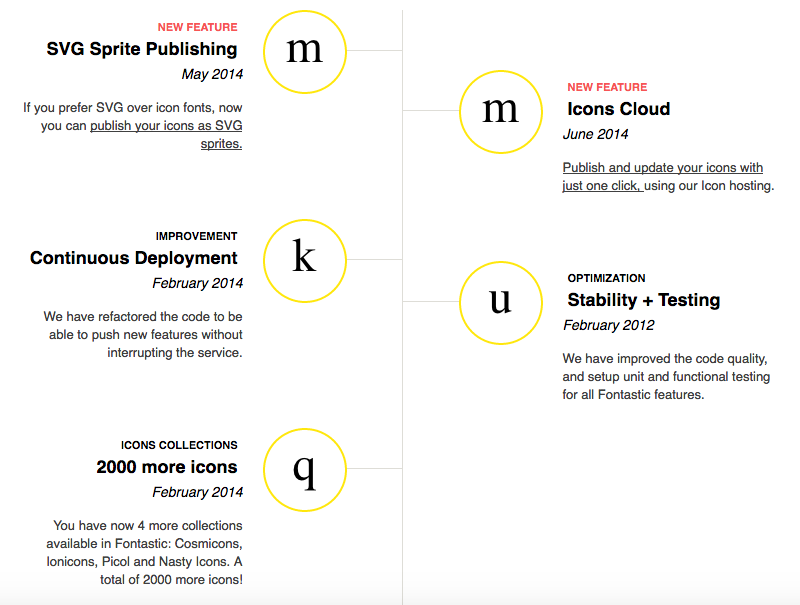 NEW FEATURE
SVG Sprite Publishing
May 2014
If you prefer SVG over icon fonts, now
you can publish your icons as SVG
sprites.
m
m
NEW FEATURE
Icons Cloud
June 2014
Publish and update your icons with
just one click, using our Icon hosting.
IMPROVEMENT
Continuous Deployment
February 2014
We have refactored the code to be
able to push new features without
interrupting the service.
k
u
OPTIMIZATION
Stability + Testing
February 2012
We have improved the code quality,
and setup unit and functional testing
for all Fontastic features.
ICONS COLLECTIONS
2000 more icons
February 2014
You have now 4 more collections
available in Fontastic: Cosmicons,
Ionicons, Picol and Nasty Icons. A
total of 2000 more icons!
q